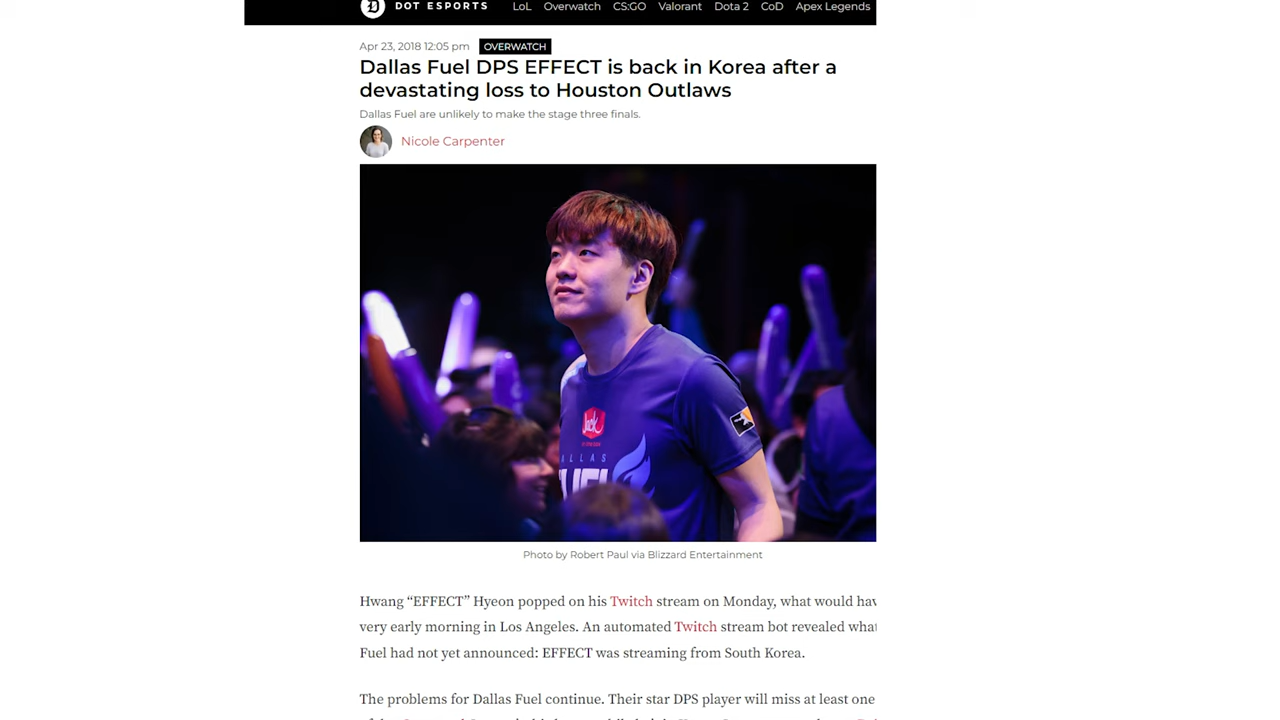 DOT ESPORTS LoL Overwatch CS:GO Valorant Dota 2 CoD Apex Legends
Apr 23, 2018 12:05 pm OVERWATCH
Dallas Fuel DPS EFFECT is back in Korea after a
devastating loss to Houston Outlaws
Dallas Fuel are unlikely to make the stage three finals.
Nicole Carpenter
Jack
ALLAS
FUEL
Photo by Robert Paul via Blizzard Entertainment
Hwang “EFFECT” Hyeon popped on his Twitch stream on Monday, what would hav
very early morning in Los Angeles. An automated Twitch stream bot revealed what
Fuel had not yet announced: EFFECT was streaming from South Korea.
The problems for Dallas Fuel continue. Their star DPS player will miss at least one